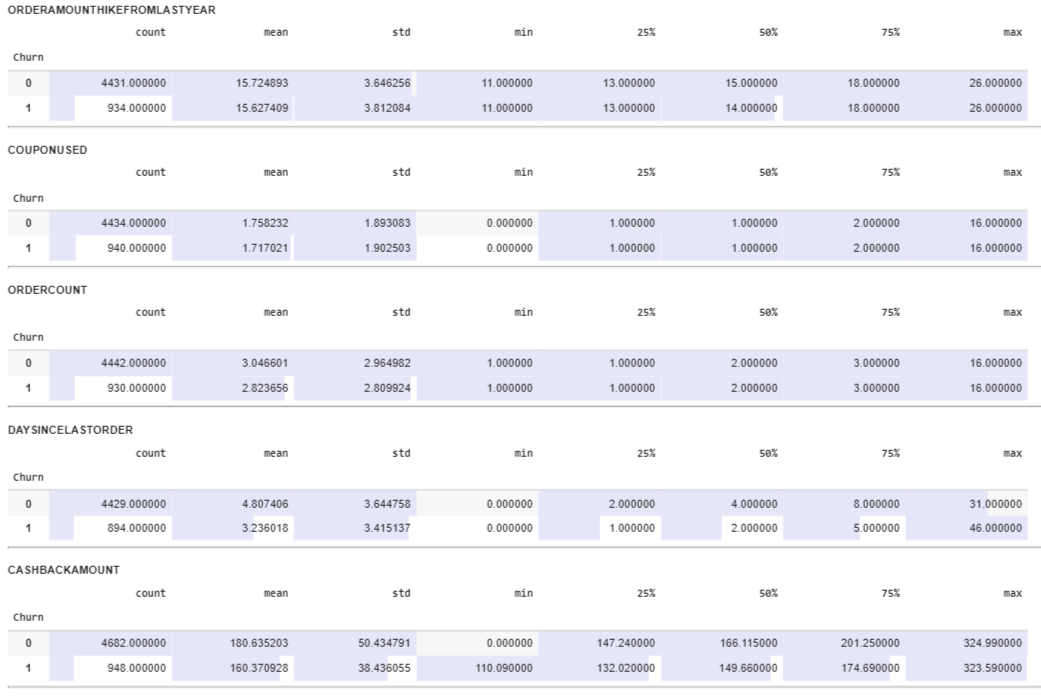 ORDERAMOUNTHIKEFROMLASTYEAR
count mean std min 25% 50% 75% max
Churn
0 4431.000000 15.724893 3.646256 11.000000 13.000000 15.000000 18.000000 26.000000
1 934.000000 15.627409 3.812084 11.000000 13.000000 14.000000 18.000000 26.000000
COUPONUSED
count mean std min 25% 50% 75% max
Churn
0 4434.000000 1.758232 1.893083 0.000000 1.000000 1.000000 2.000000 16.000000
1 940.000000 1.717021 1.902503 0.000000 1.000000 1.000000 2.000000 16.000000
ORDERCOUNT
count mean std min 25% 50% 75% max
Churn
0 4442.000000 3.046601 2.964982 1.000000 1.000000 2.000000 3.000000 16.000000
1 930.000000 2.823656 2.809924 1.000000 1.000000 2.000000 3.000000 16.000000
DAYSINCELASTORDER
count mean std min 25% 50% 75% max
Churn
0 4429.000000 4.807406 3.644758 0.000000 2.000000 4.000000 8.000000 31.000000
1 894.000000 3.236018 3.415137 0.000000 1.000000 2.000000 5.000000 46.000000
CASHBACKAMOUNT
count mean std min 25% 50% 75% max
Churn
0 4682.000000 180.635203 50.434791 0.000000 147.240000 166.115000 201.250000 324.990000
1 948.000000 160.370928 38.436055 110.090000 132.020000 149.660000 174.690000 323.590000